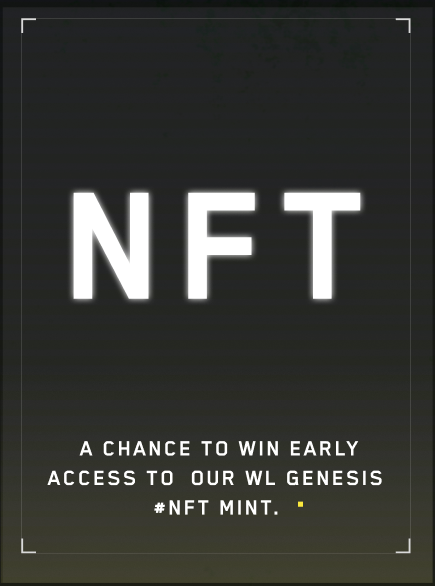 NFT
A CHANCE TO WIN EARLY
ACCESS TO OUR WL GENESIS
#NFT MINT.